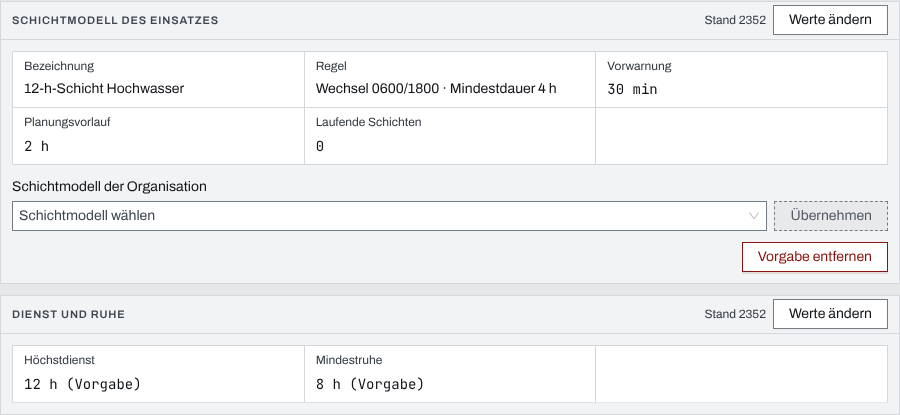 SCHICHTMODELL DES EINSATZES
Stand 2352
Werte ändern
Bezeichnung
12-h-Schicht Hochwasser
Regel
Wechsel 0600/1800 · Mindestdauer 4 h
Vorwarnung
30 min
Planungsvorlauf
2 h
Laufende Schichten
0
Schichtmodell der Organisation
Schichtmodell wählen
Übernehmen
Vorgabe entfernen
DIENST UND RUHE
Stand 2352
Werte ändern
Höchstdienst
12 h (Vorgabe)
Mindestruhe
8 h (Vorgabe)